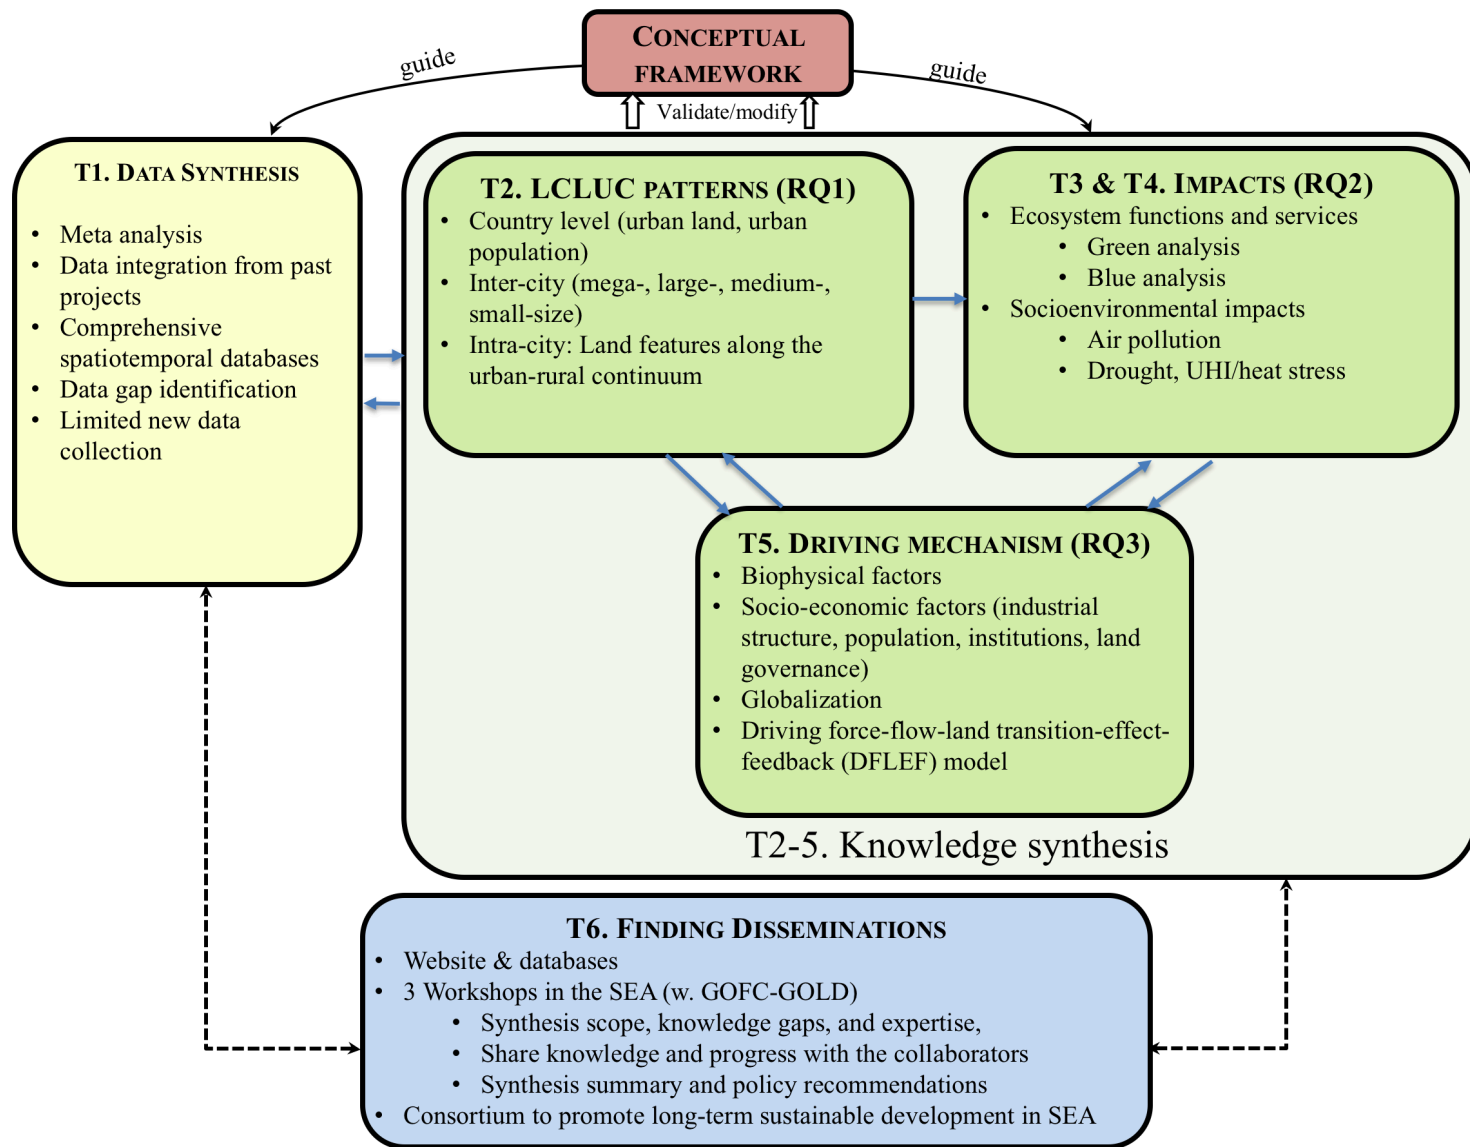 CONCEPTUAL
FRAMEWORK
guide
guide
Validate/modify
T1. DATA SYNTHESIS
• Meta analysis
• Data integration from past
projects
• Comprehensive
spatiotemporal databases
• Data gap identification
• Limited new data
collection
T2. LCLUC PATTERNS (RQ1)
• Country level (urban land, urban
population)
• Inter-city (mega-, large-, medium-,
small-size)
• Intra-city: Land features along the
urban-rural continuum
T3 & T4. IMPACTS (RQ2)
• Ecosystem functions and services
• Green analysis
• Blue analysis
• Socioenvironmental impacts
• Air pollution
• Drought, UHI/heat stress
T5. DRIVING MECHANISM (RQ3)
• Biophysical factors
• Socio-economic factors (industrial
structure, population, institutions, land
governance)
• Globalization
• Driving force-flow-land transition-effect-
feedback (DFLEF) model
T2-5. Knowledge synthesis
T6. FINDING DISSEMINATIONS
• Website & databases
• 3 Workshops in the SEA (w. GOFC-GOLD)
• Synthesis scope, knowledge gaps, and expertise,
• Share knowledge and progress with the collaborators
• Synthesis summary and policy recommendations
• Consortium to promote long-term sustainable development in SEA